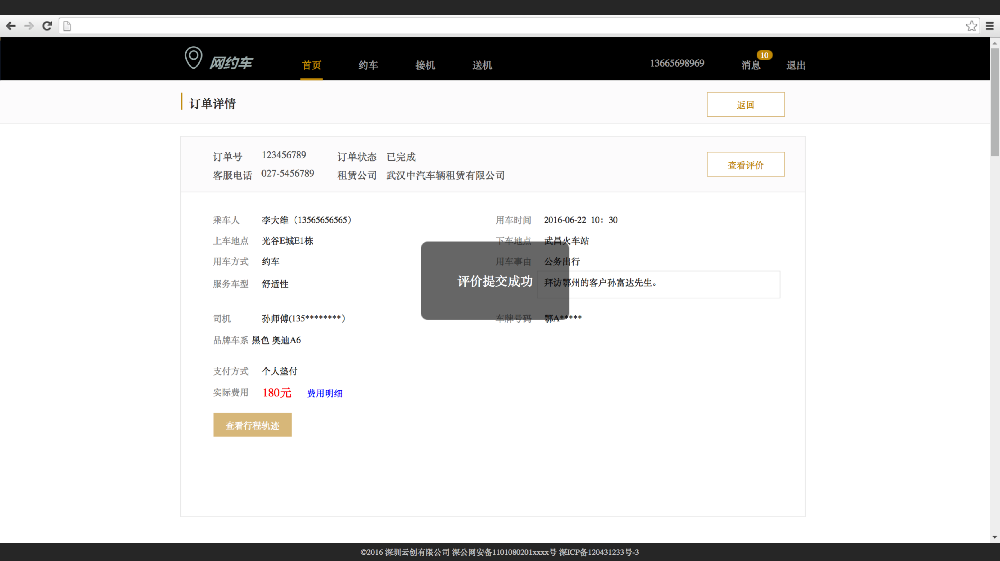 网约车 首页 约车 接机 送机 13665698969 消息 10 退出
订单详情 返回
订单号 123456789 订单状态 已完成
客服电话 027-5456789 租赁公司 武汉中汽车辆租赁有限公司
查看评价
乘车人 李大维（13565656565） 用车时间 2016-06-22 10：30
上车地点 光谷E城E1栋 下车地点 武昌火车站
用车方式 约车 用车事由 公务出行
服务车型 舒适性 拜访鄂州的客户孙富达先生。
评价提交成功
司机 孙师傅(135********） 车牌号码 鄂A*****
品牌车系 黑色 奥迪A6
支付方式 个人垫付
实际费用 180元 费用明细
查看行程轨迹
©2016 深圳云创有限公司 深公网安备1101080201xxxx号 深ICP备120431233号-3